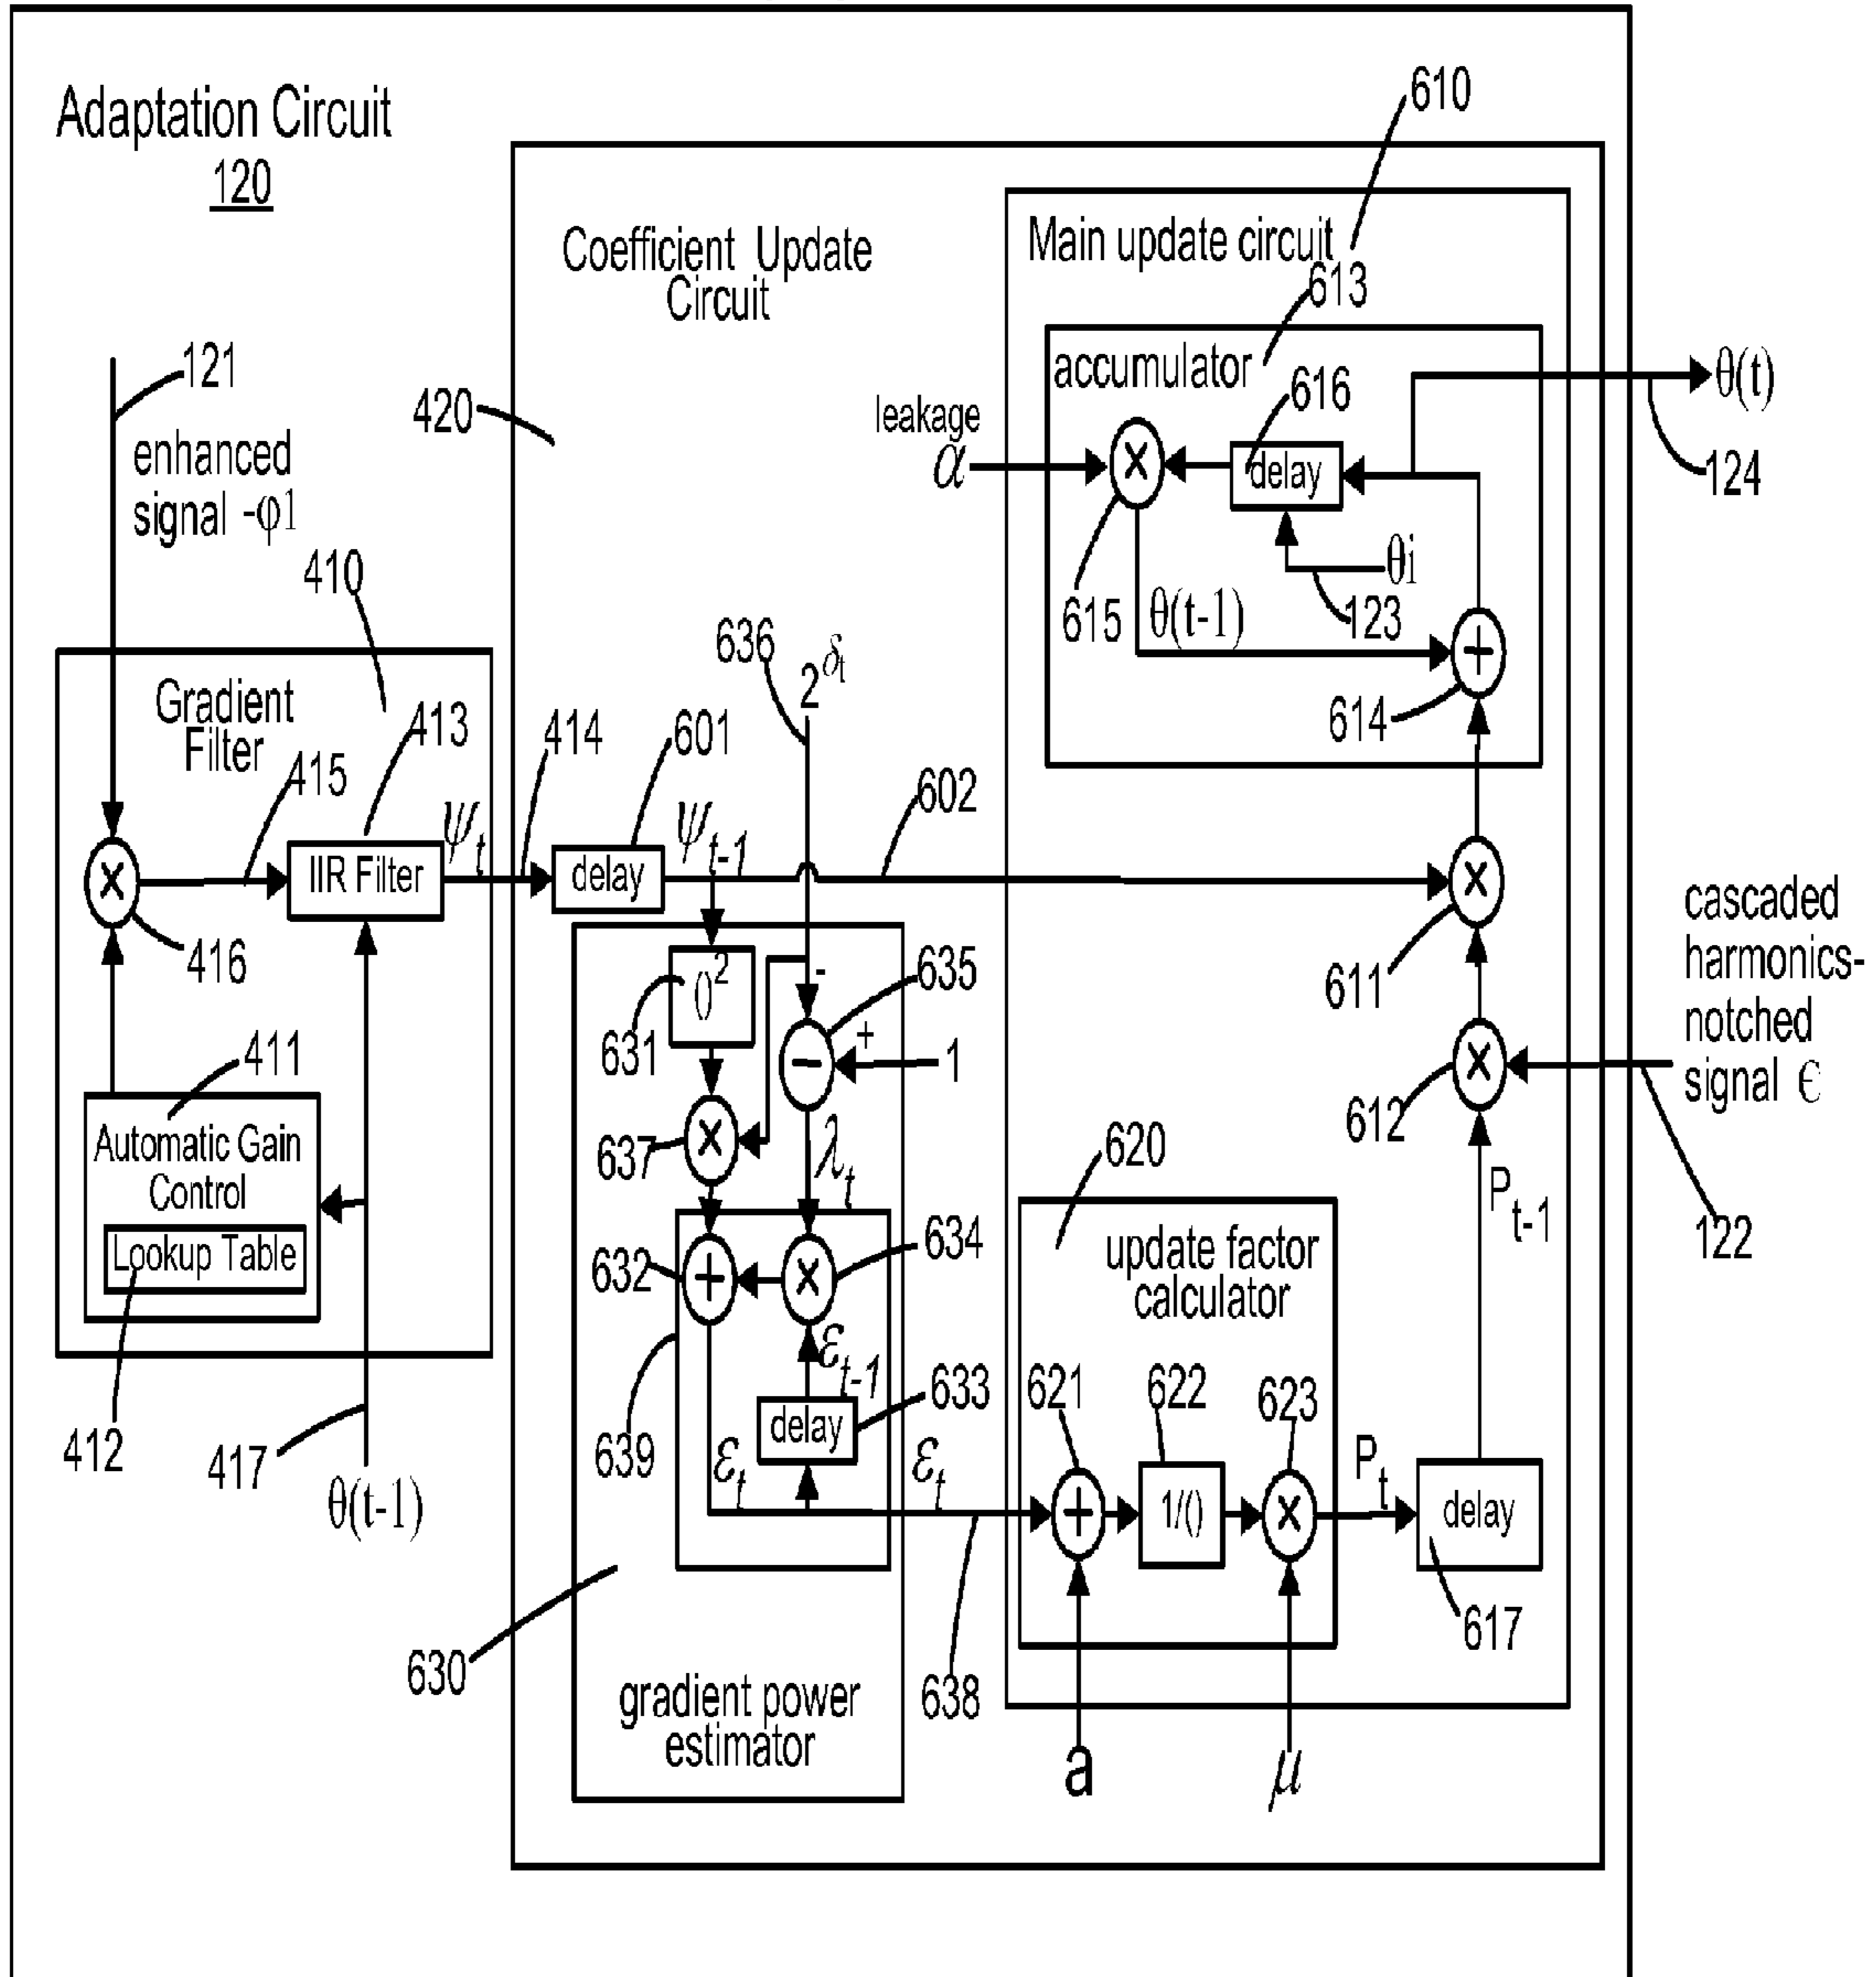 Adaptation Circuit
120
610
Coefficient Update
Circuit
Main update circuit
613
121
420
accumulator
616
θ(t)
leakage
α
×
delay
124
enhanced
signal -φ1
θi
410
615
θ(t-1)
123
+
614
636
2^δt
Gradient
Filter
413
414
601
415
602
ψt
ψt-1
×
IIR Filter
delay
×
416
611
cascaded
harmonics-
notched
signal ϵ
()²
-
635
631
+
-
1
×
612
411
Automatic Gain
Control
Lookup Table
637
×
λt
620
Pt-1
122
632
+
×
634
update factor
calculator
εt-1
633
delay
621
622
623
412
417
639
εt
εt
Pt
θ(t-1)
+
1/()
×
delay
617
630
638
gradient power
estimator
a
μ